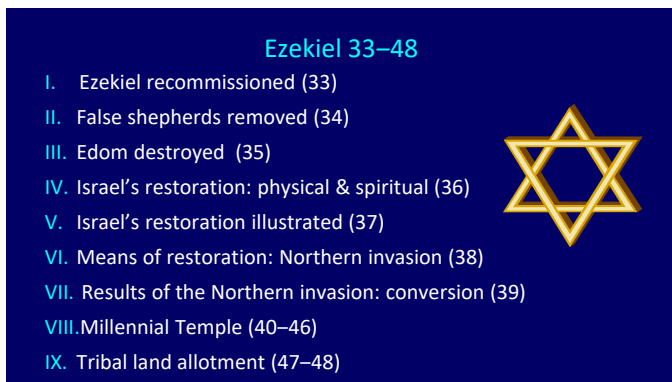 Ezekiel 33–48
I. Ezekiel recommissioned (33)
II. False shepherds removed (34)
III. Edom destroyed (35)
IV. Israel’s restoration: physical & spiritual (36)
V. Israel’s restoration illustrated (37)
VI. Means of restoration: Northern invasion (38)
VII. Results of the Northern invasion: conversion (39)
VIII.Millennial Temple (40–46)
IX. Tribal land allotment (47–48)